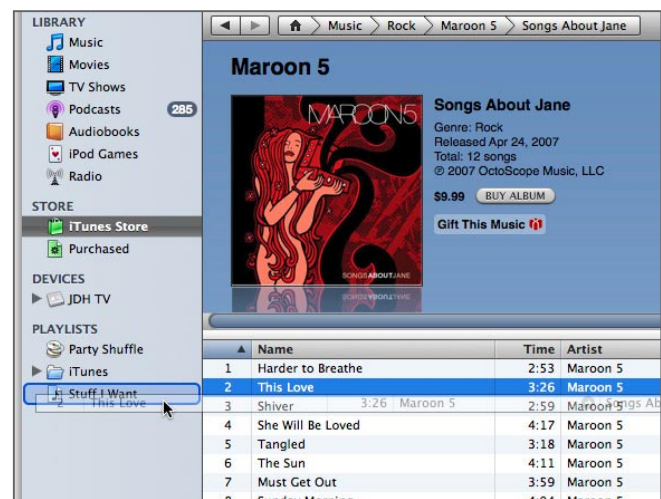 LIBRARY
Music
Movies
TV Shows
Podcasts 285
Audiobooks
iPod Games
Radio
STORE
iTunes Store
Purchased
DEVICES
JDH TV
PLAYLISTS
Party Shuffle
iTunes
Stuff I Want
2 This Love 3:26 Maroon 5 Songs Ab
Music Rock Maroon 5 Songs About Jane
Maroon 5
MAROON5
SONGSABOUTJANE
Songs About Jane
Genre: Rock
Released Apr 24, 2007
Total: 12 songs
℗ 2007 OctoScope Music, LLC
$9.99 BUY ALBUM
Gift This Music
Name Time Artist
1 Harder to Breathe 2:53 Maroon 5
2 This Love 3:26 Maroon 5
3 Shiver 2:59 Maroon 5
4 She Will Be Loved 4:17 Maroon 5
5 Tangled 3:18 Maroon 5
6 The Sun 4:11 Maroon 5
7 Must Get Out 3:59 Maroon 5
Sunday Morning 4:04 Maroon 5